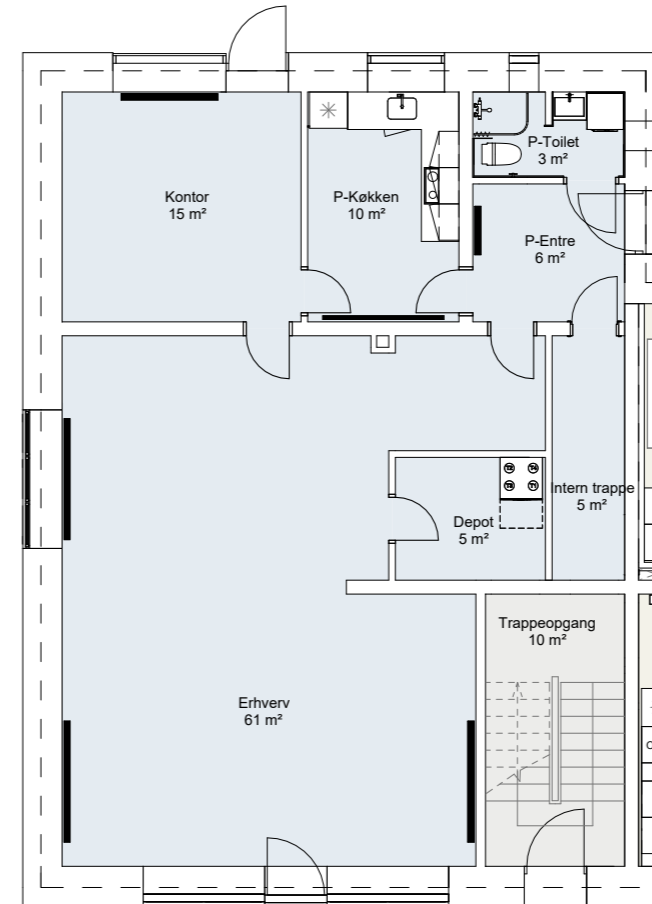 P-Toilet
3 m²
Kontor
15 m²
P-Køkken
10 m²
P-Entre
6 m²
Intern trappe
5 m²
Depot
5 m²
Trappeopgang
10 m²
Erhverv
61 m²